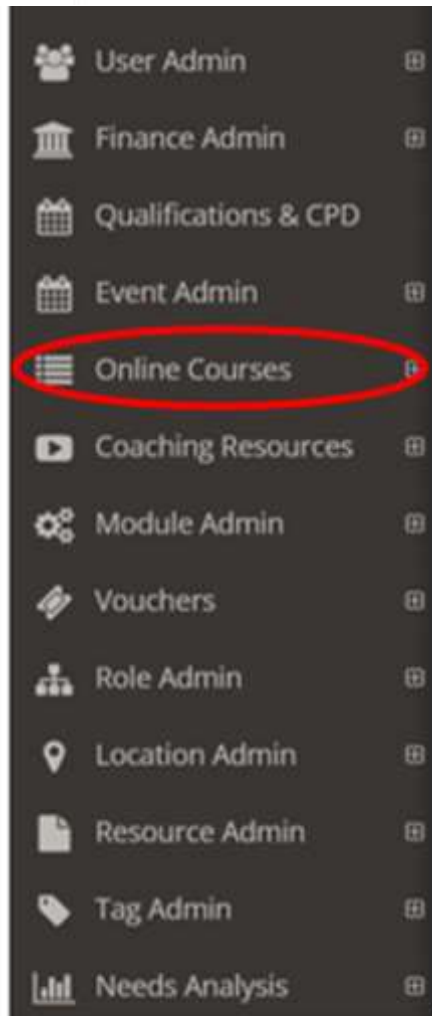 User Admin
Finance Admin
Qualifications & CPD
Event Admin
Online Courses
Coaching Resources
Module Admin
Vouchers
Role Admin
Location Admin
Resource Admin
Tag Admin
Needs Analysis